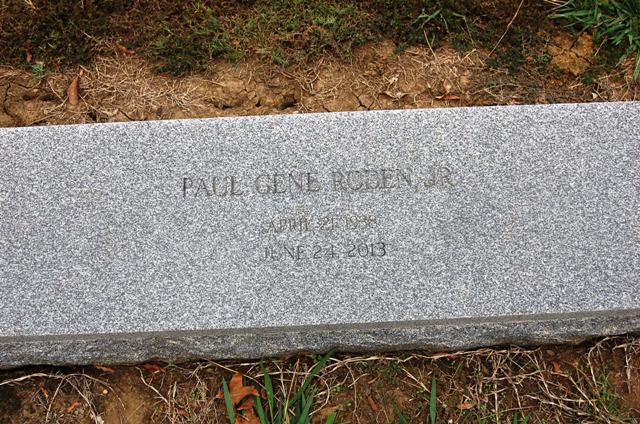 PAUL GENE RODEN, JR.
APRIL 21, 1938
JUNE 24, 2013